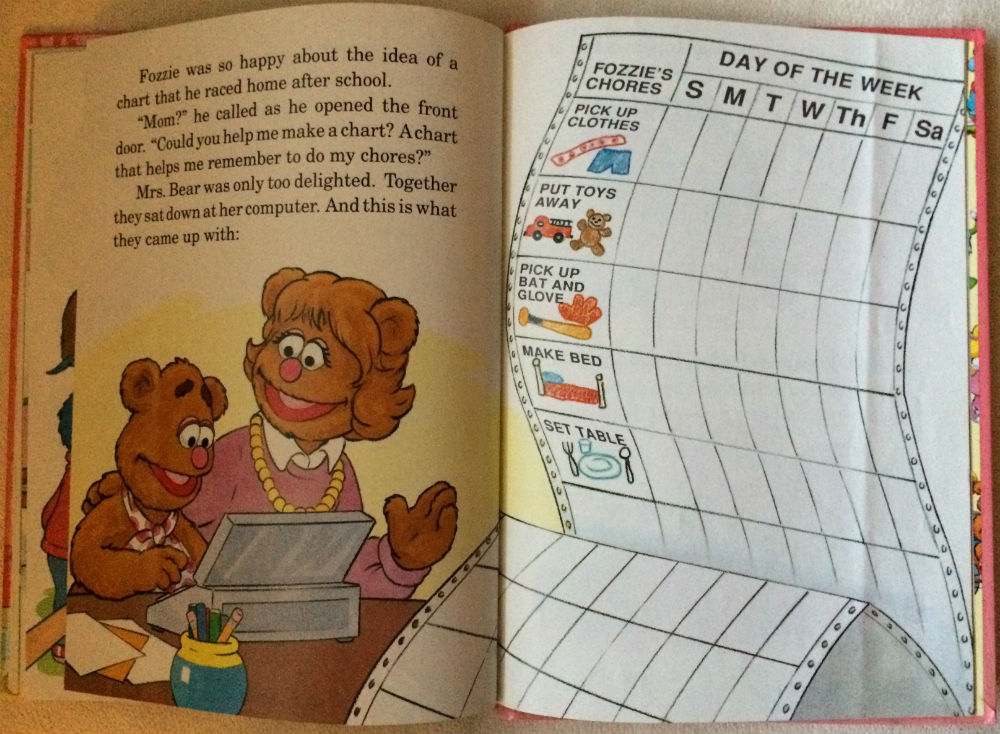 Fozzie was so happy about the idea of a
chart that he raced home after school.
“Mom?” he called as he opened the front
door. “Could you help me make a chart? A chart
that helps me remember to do my chores?”
Mrs. Bear was only too delighted. Together
they sat down at her computer. And this is what
they came up with:
FOZZIE'S
CHORES
DAY OF THE WEEK
S M T W Th F Sa
PICK UP
CLOTHES
PUT TOYS
AWAY
PICK UP
BAT AND
GLOVE
MAKE BED
SET TABLE